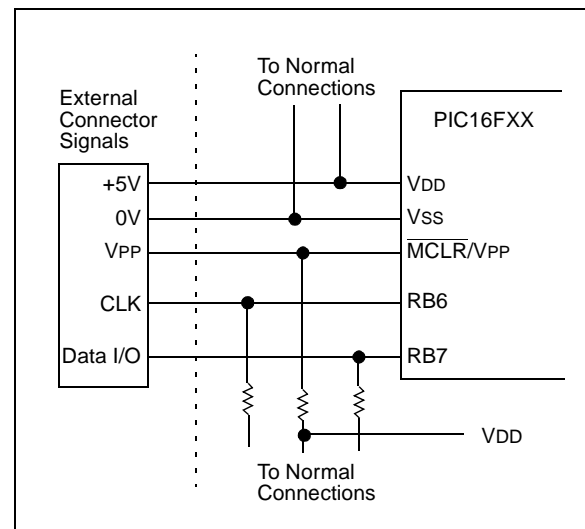 To Normal
Connections
External
Connector
Signals
PIC16FXX
+5V
VDD
0V
VSS
VPP
MCLR/VPP
CLK
RB6
Data I/O
RB7
VDD
To Normal
Connections